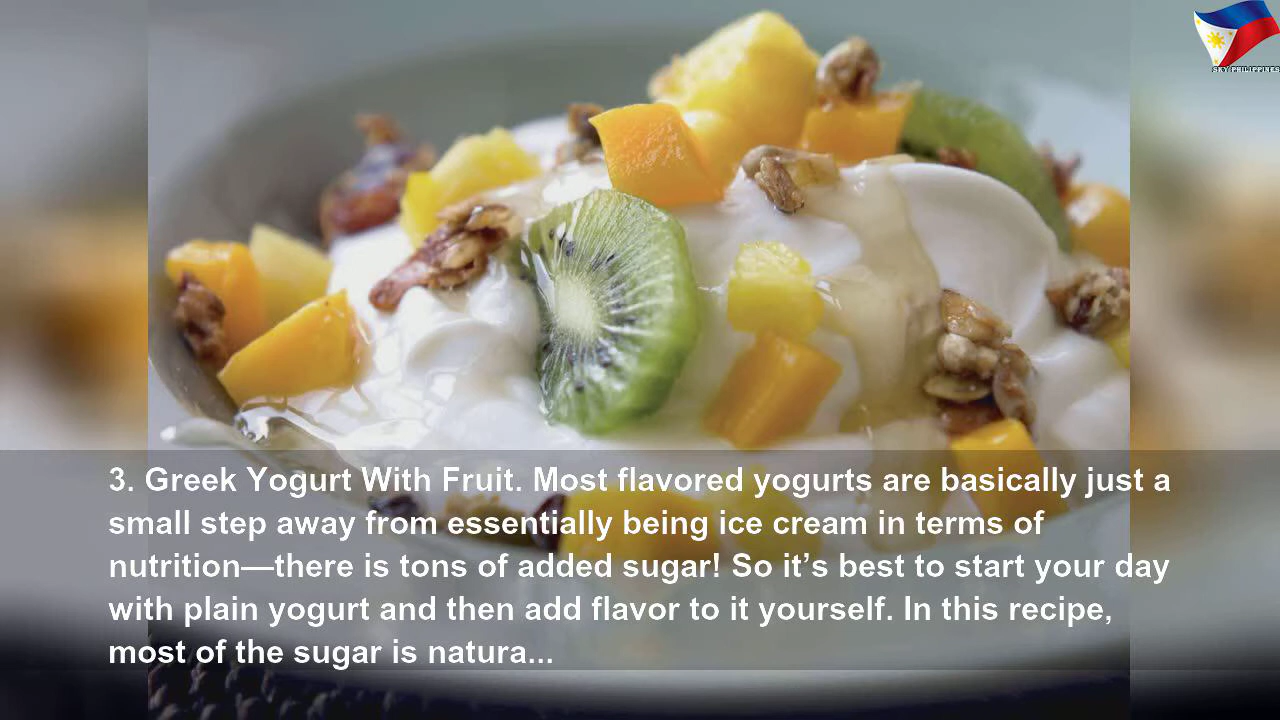 SKY PHILIPPINES
3. Greek Yogurt With Fruit. Most flavored yogurts are basically just a
small step away from essentially being ice cream in terms of
nutrition—there is tons of added sugar! So it’s best to start your day
with plain yogurt and then add flavor to it yourself. In this recipe,
most of the sugar is natura...